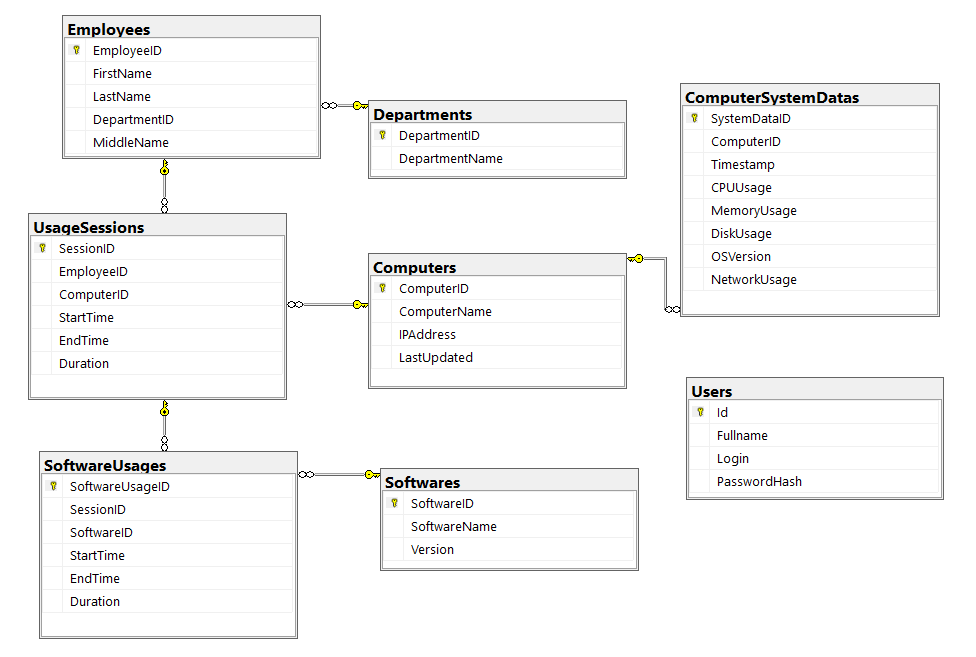 Employees
EmployeeID
FirstName
LastName
DepartmentID
MiddleName
Departments
DepartmentID
DepartmentName
ComputerSystemDatas
SystemDataID
ComputerID
Timestamp
CPUUsage
MemoryUsage
DiskUsage
OSVersion
NetworkUsage
UsageSessions
SessionID
EmployeeID
ComputerID
StartTime
EndTime
Duration
Computers
ComputerID
ComputerName
IPAddress
LastUpdated
Users
Id
Fullname
Login
PasswordHash
SoftwareUsages
SoftwareUsageID
SessionID
SoftwareID
StartTime
EndTime
Duration
Softwares
SoftwareID
SoftwareName
Version